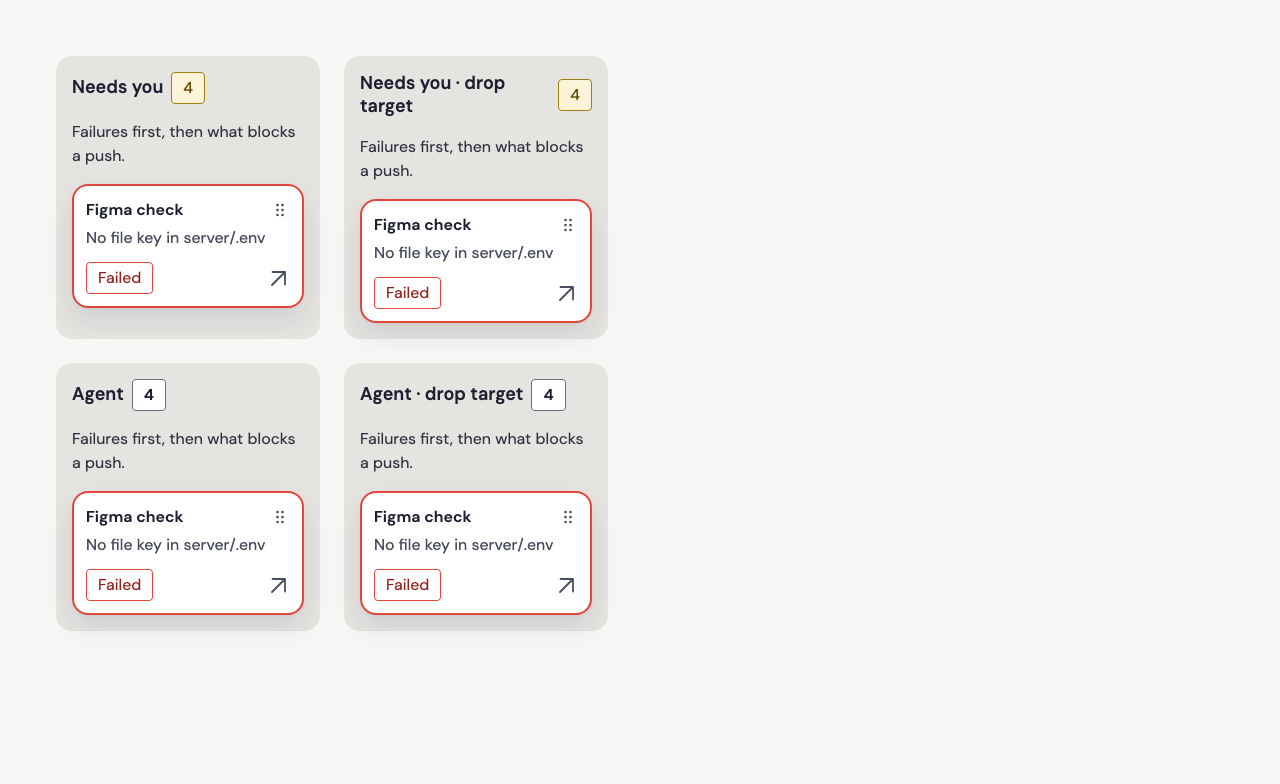 Needs you 4
Failures first, then what blocks
a push.
Figma check
No file key in server/.env
Failed
Needs you · drop
target
4
Failures first, then what blocks
a push.
Figma check
No file key in server/.env
Failed
Agent 4
Failures first, then what blocks
a push.
Figma check
No file key in server/.env
Failed
Agent · drop target 4
Failures first, then what blocks
a push.
Figma check
No file key in server/.env
Failed